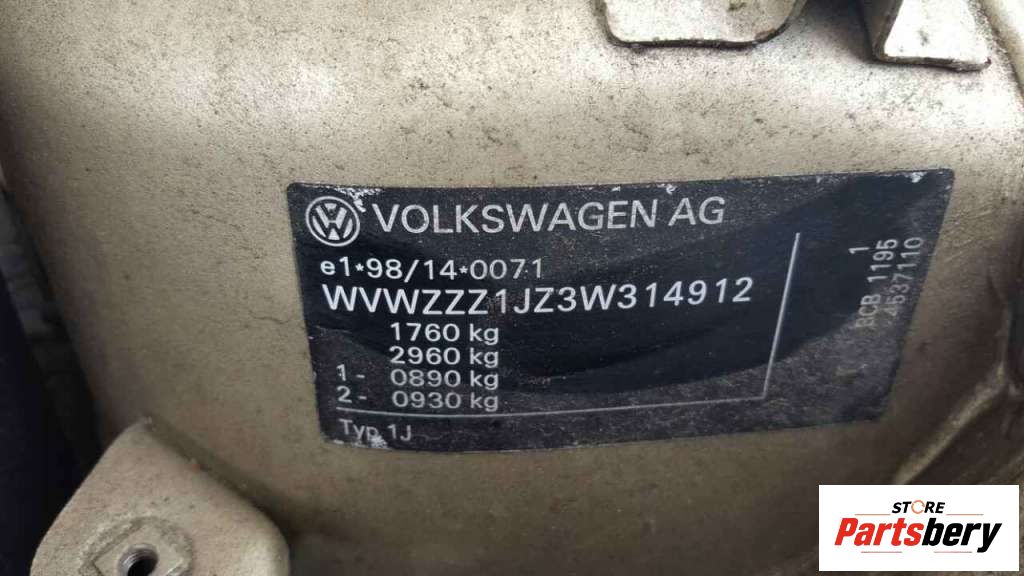 VOLKSWAGEN AG
e1*98/14*0071
WVWZZZ1JZ3W314912
1760 kg
2960 kg
1 - 0890 kg
2 - 0930 kg
Typ 1J
1
BCB 1195
4537110
STORE
Partsbery